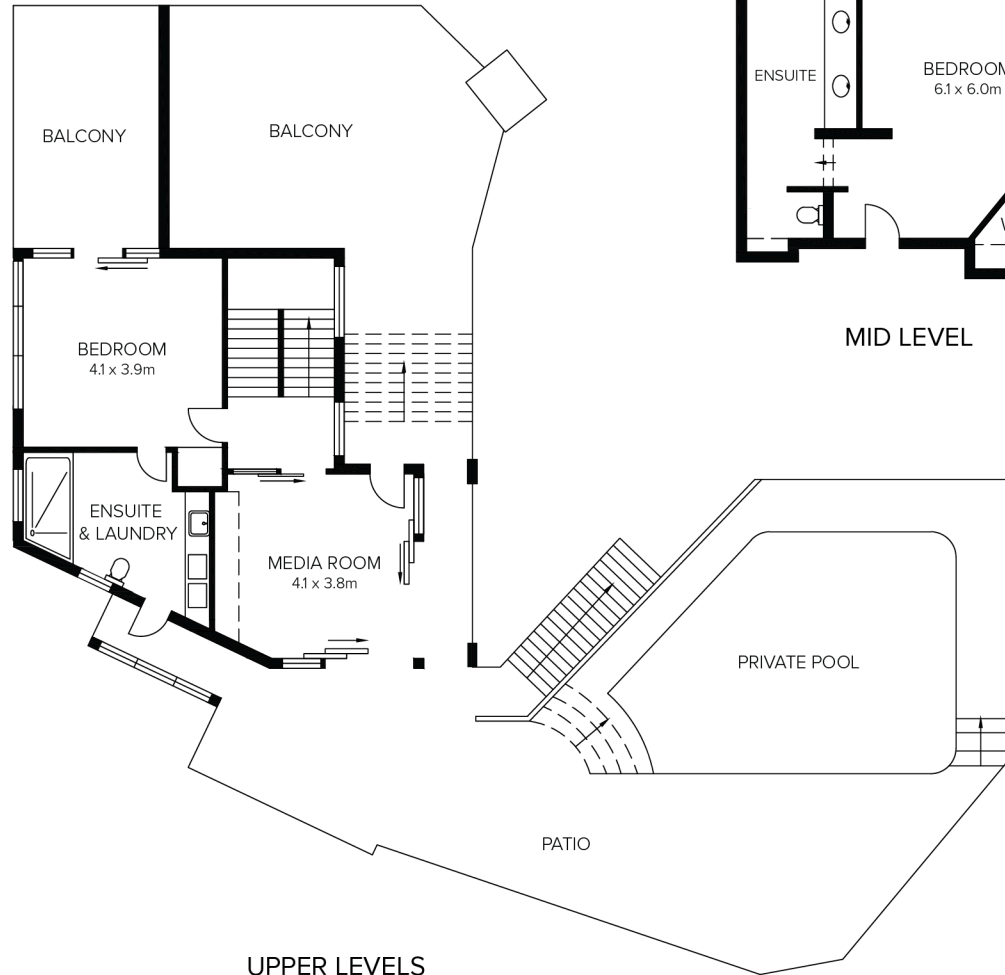 BALCONY
BALCONY
ENSUITE
6.1 x 6.0m
BEDROOM
4.1 x 3.9m
MID LEVEL
ENSUITE
& LAUNDRY
MEDIA ROOM
4.1 x 3.8m
PRIVATE POOL
PATIO
UPPER LEVELS